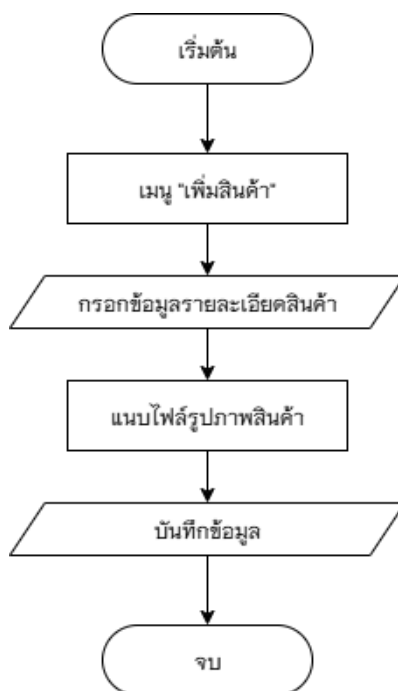 เริ่มต้น
เมนู "เพิ่มสินค้า"
กรอกข้อมูลรายละเอียดสินค้า
แนบไฟล์รูปภาพสินค้า
บันทึกข้อมูล
จบ